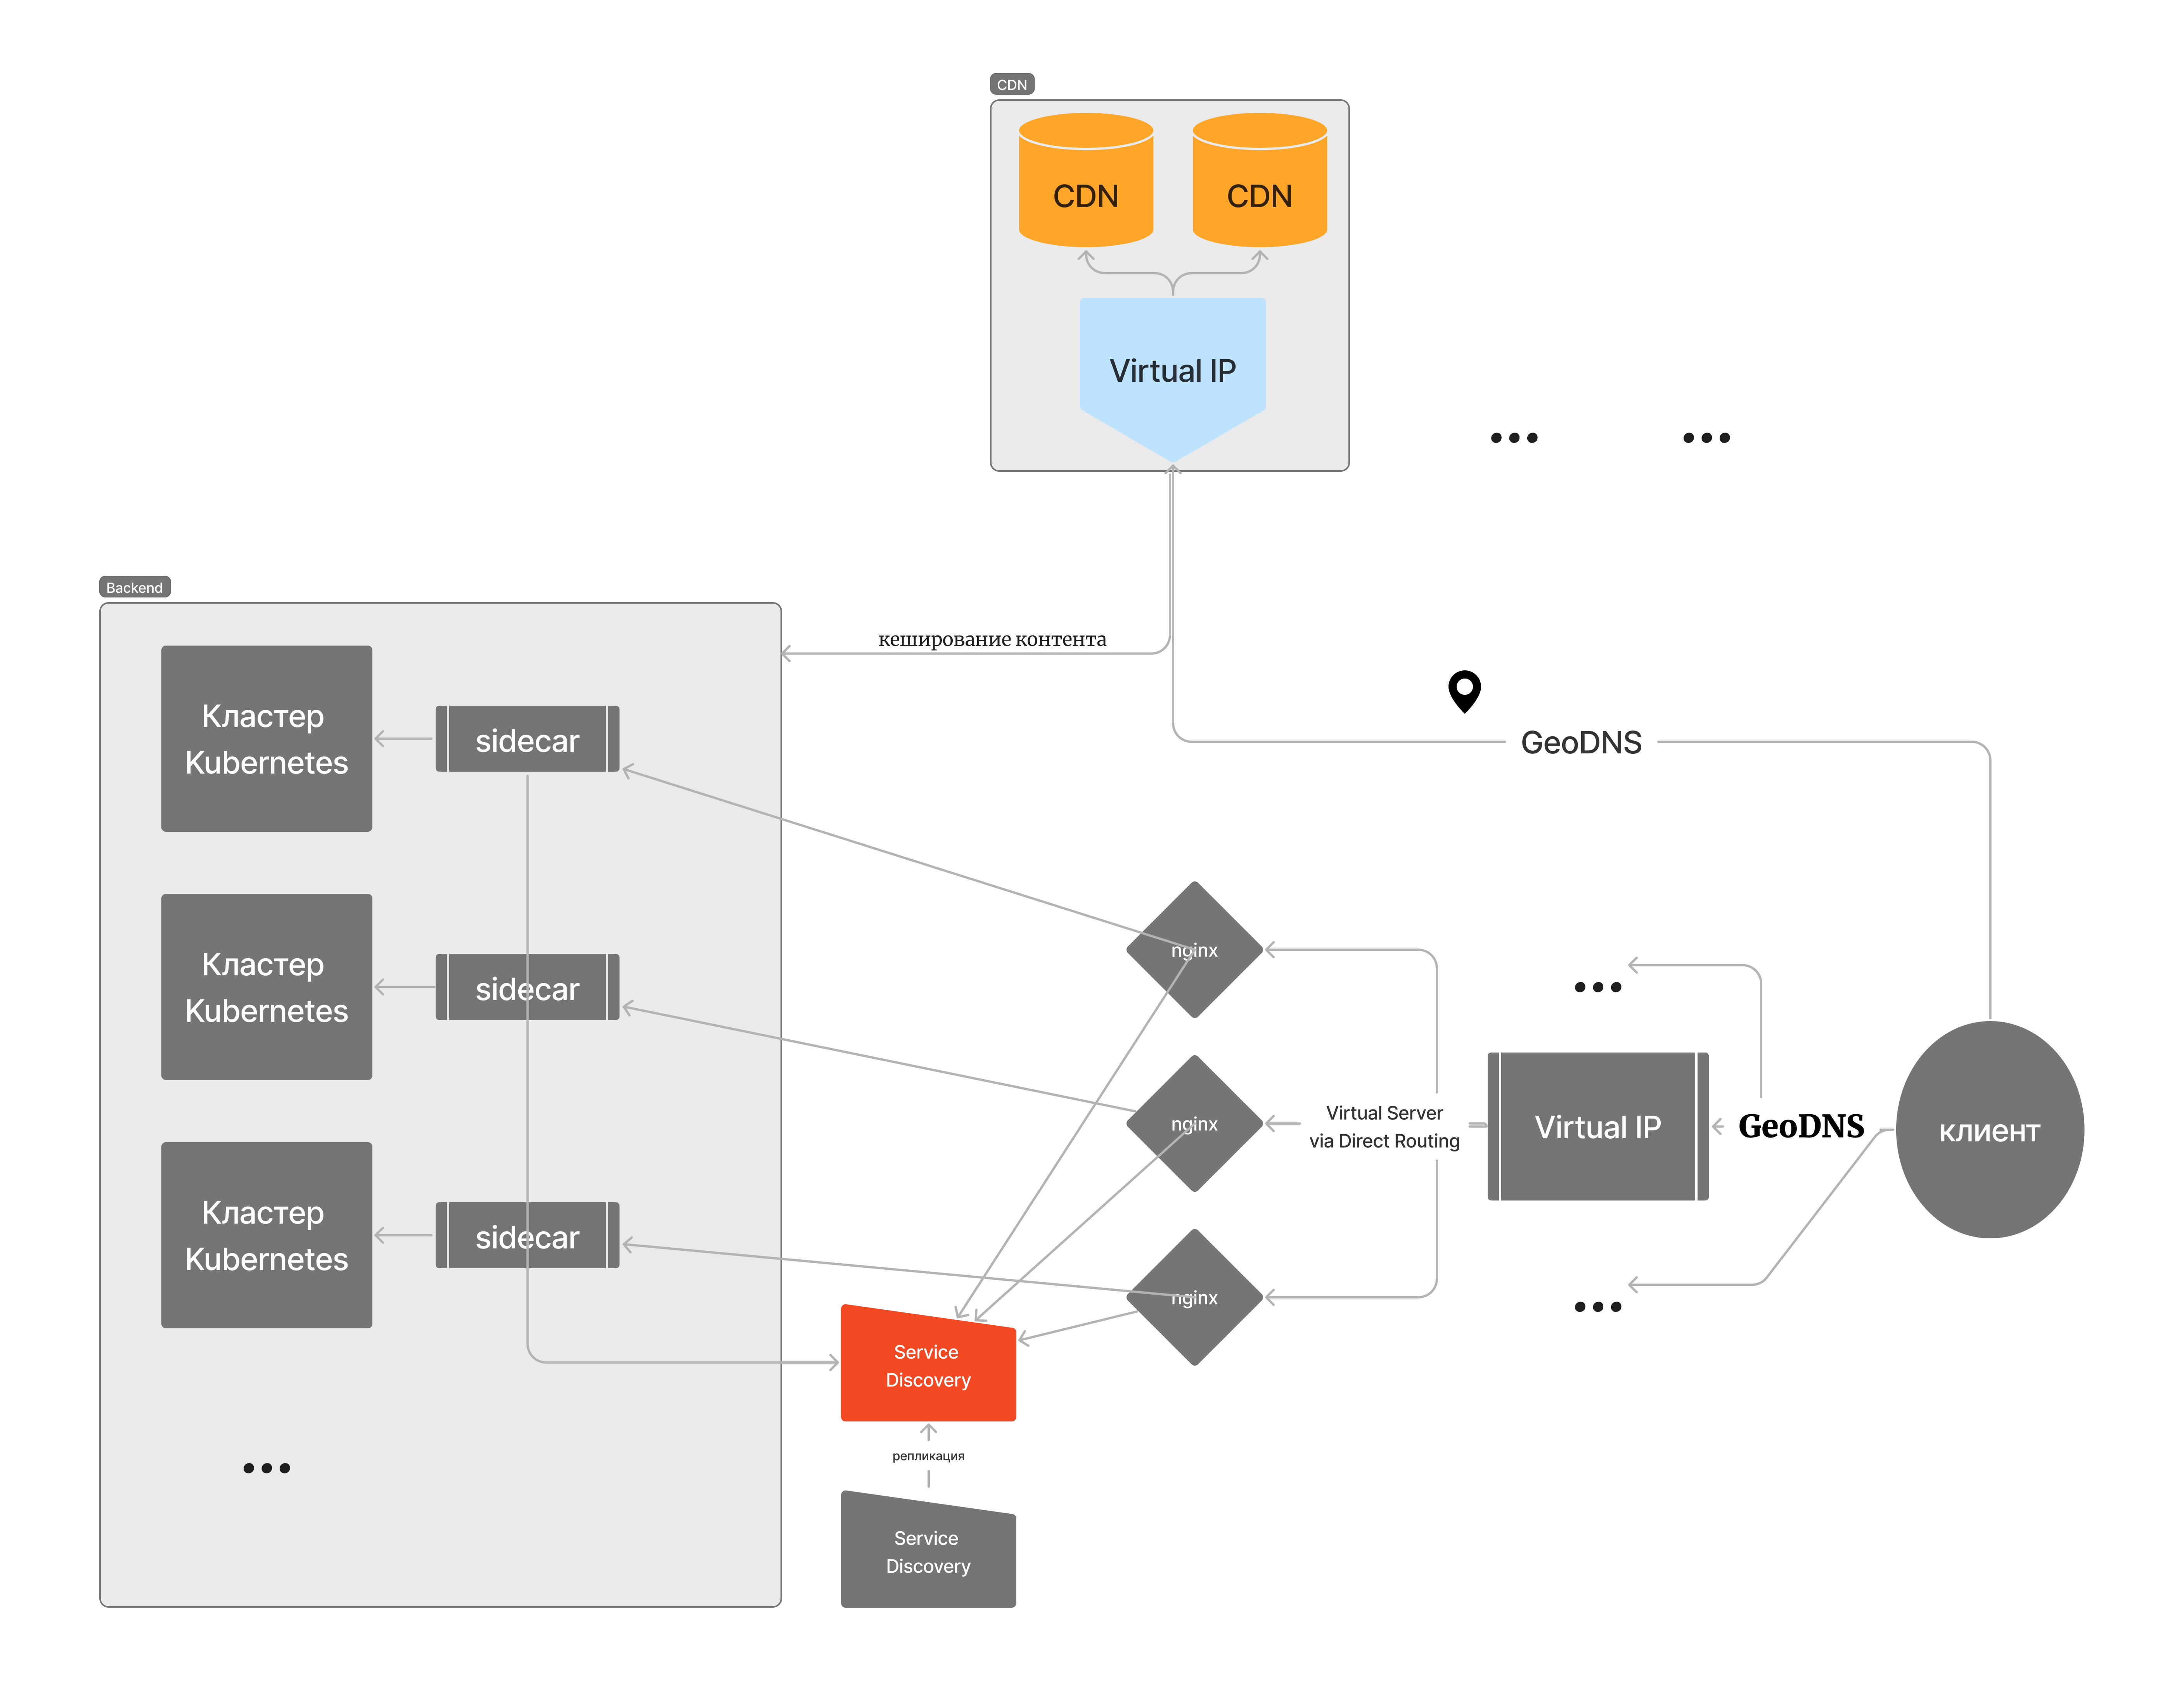 CDN
CDN
CDN
Virtual IP
Backend
кеширование контента
GeoDNS
Кластер
Kubernetes
sidecar
Кластер
Kubernetes
sidecar
Кластер
Kubernetes
sidecar
nginx
nginx
nginx
Virtual Server
via Direct Routing
Virtual IP
GeoDNS
клиент
Service
Discovery
репликация
Service
Discovery